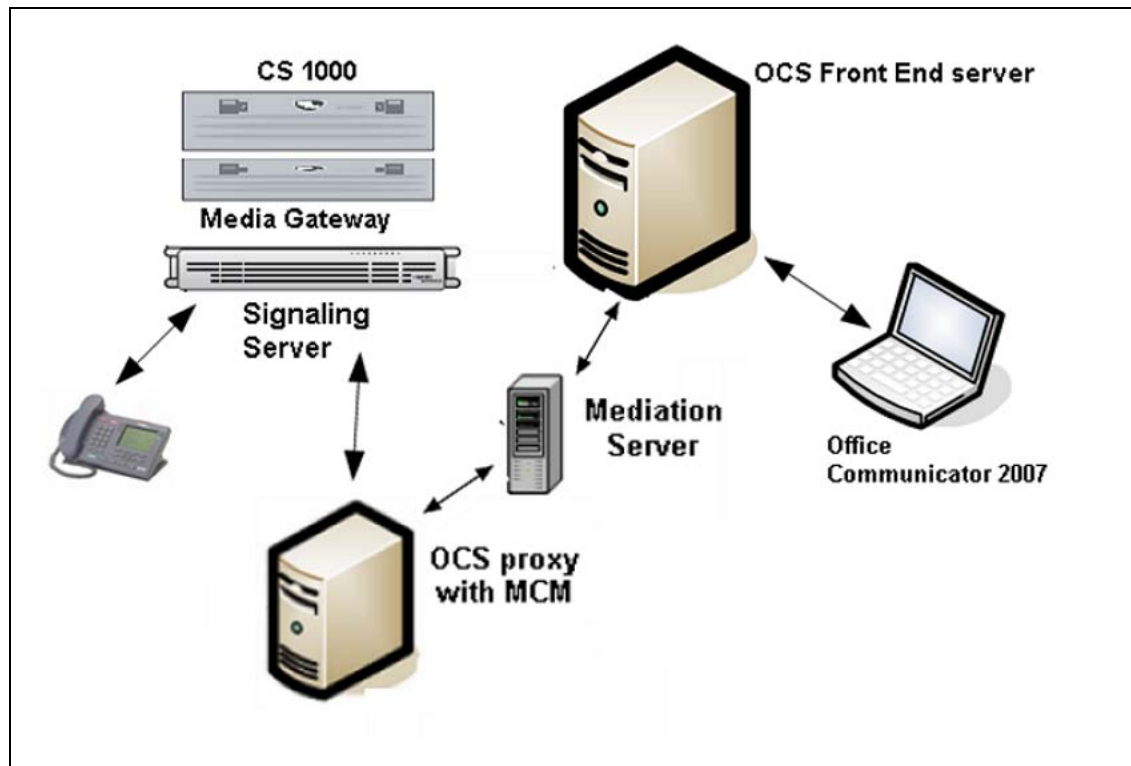 CS 1000
Media Gateway
Signaling
Server
OCS Front End server
Mediation
Server
Office
Communicator 2007
OCS proxy
with MCM